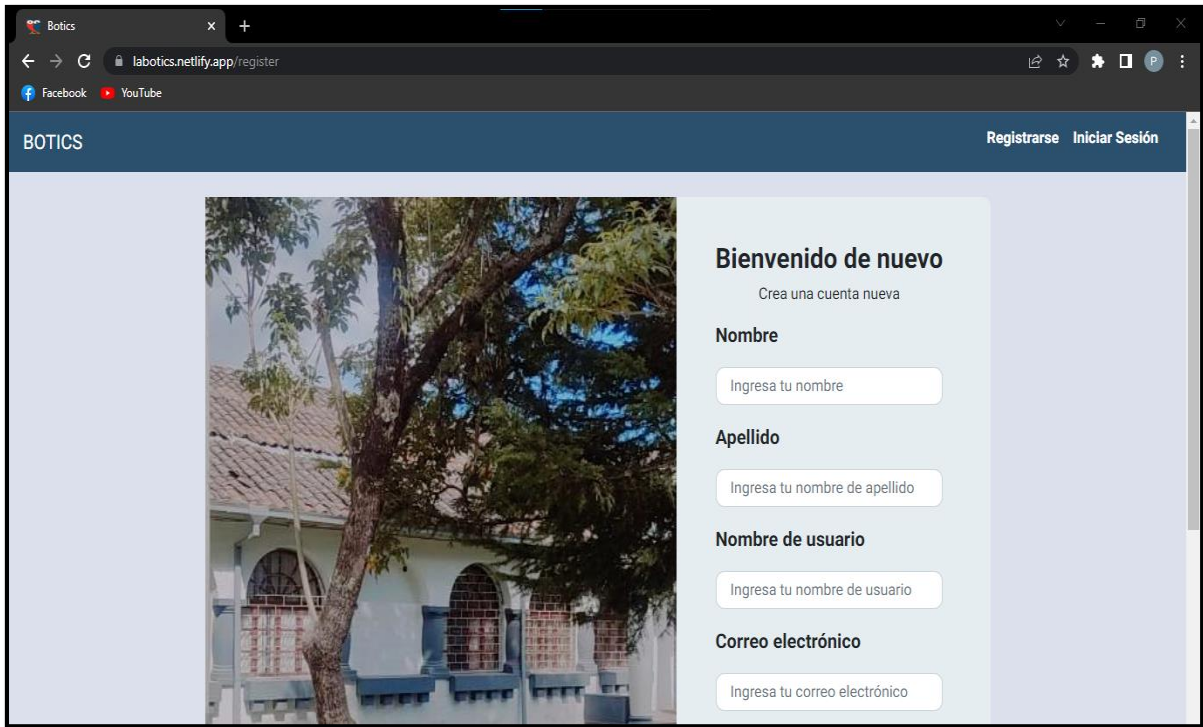 Botics
labotics.netlify.app/register
P
Facebook YouTube
BOTICS
Registrarse Iniciar Sesión
Bienvenido de nuevo
Crea una cuenta nueva
Nombre
Ingresa tu nombre
Apellido
Ingresa tu nombre de apellido
Nombre de usuario
Ingresa tu nombre de usuario
Correo electrónico
Ingresa tu correo electrónico